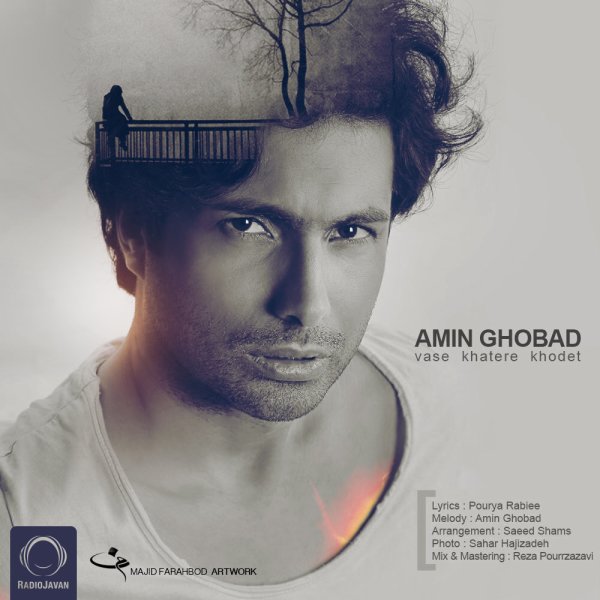 AMIN GHOBAD
vase khatere khodet
Lyrics : Pourya Rabiee
Melody : Amin Ghobad
Arrangement : Saeed Shams
Photo : Sahar Hajizadeh
Mix & Mastering : Reza Pourrzazavi
RADIOJAVAN
MAJID FARAHBOD ARTWORK